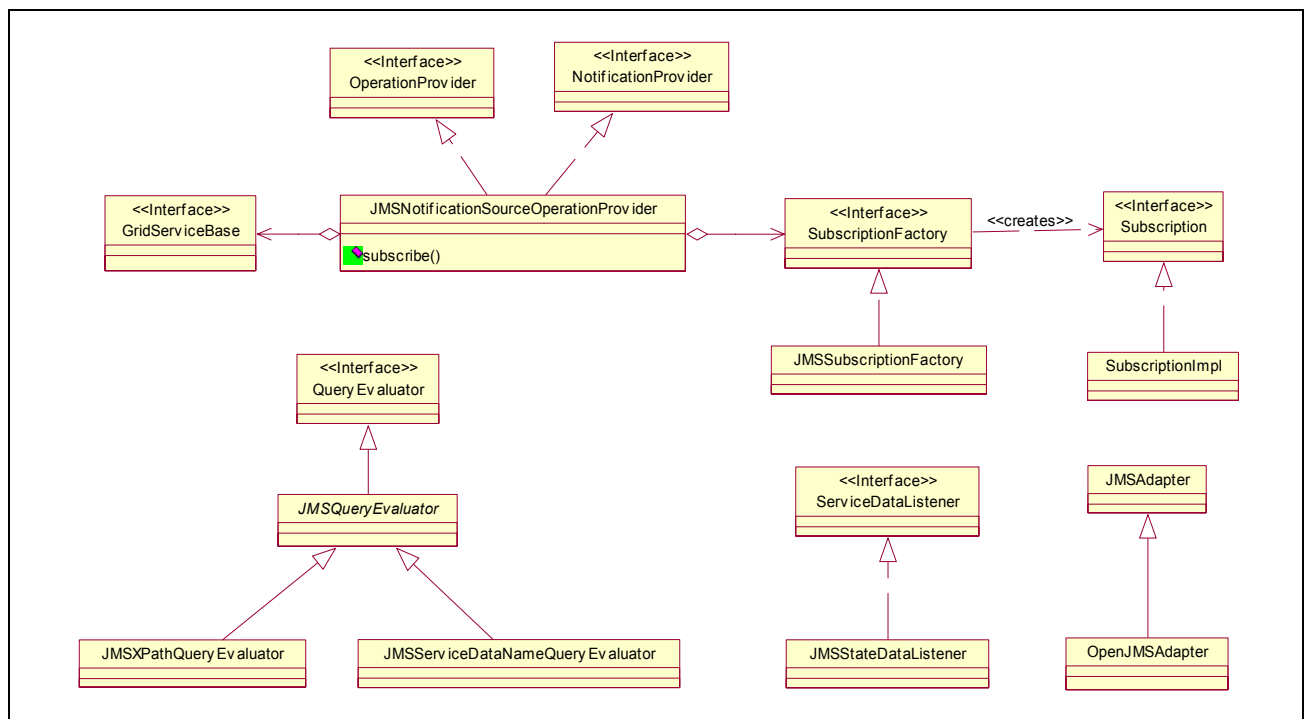 <<Interface>>
OperationProvider
<<Interface>>
NotificationProvider
<<Interface>>
GridServiceBase
JMSNotificationSourceOperationProvider
subscribe()
<<Interface>>
SubscriptionFactory
<<creates>>
<<Interface>>
Subscription
JMSSubscriptionFactory
SubscriptionImpl
<<Interface>>
QueryEvaluator
JMSQueryEvaluator
<<Interface>>
ServiceDataListener
JMSAdapter
JMSXPathQueryEvaluator
JMSServiceDataNameQueryEvaluator
JMSStateDataListener
OpenJMSAdapter